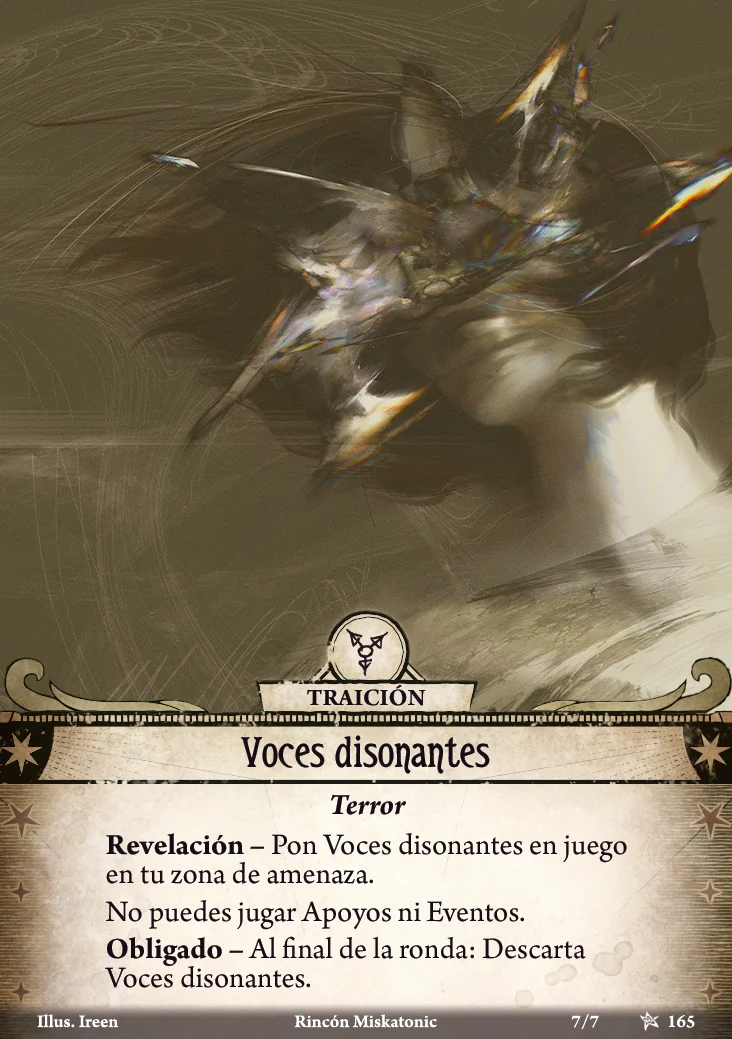 TRAICIÓN
Voces disonantes
Terror
Revelación – Pon Voces disonantes en juego
en tu zona de amenaza.
No puedes jugar Apoyos ni Eventos.
Obligado – Al final de la ronda: Descarta
Voces disonantes.
Illus. Ireen Rincón Miskatonic 7/7 165